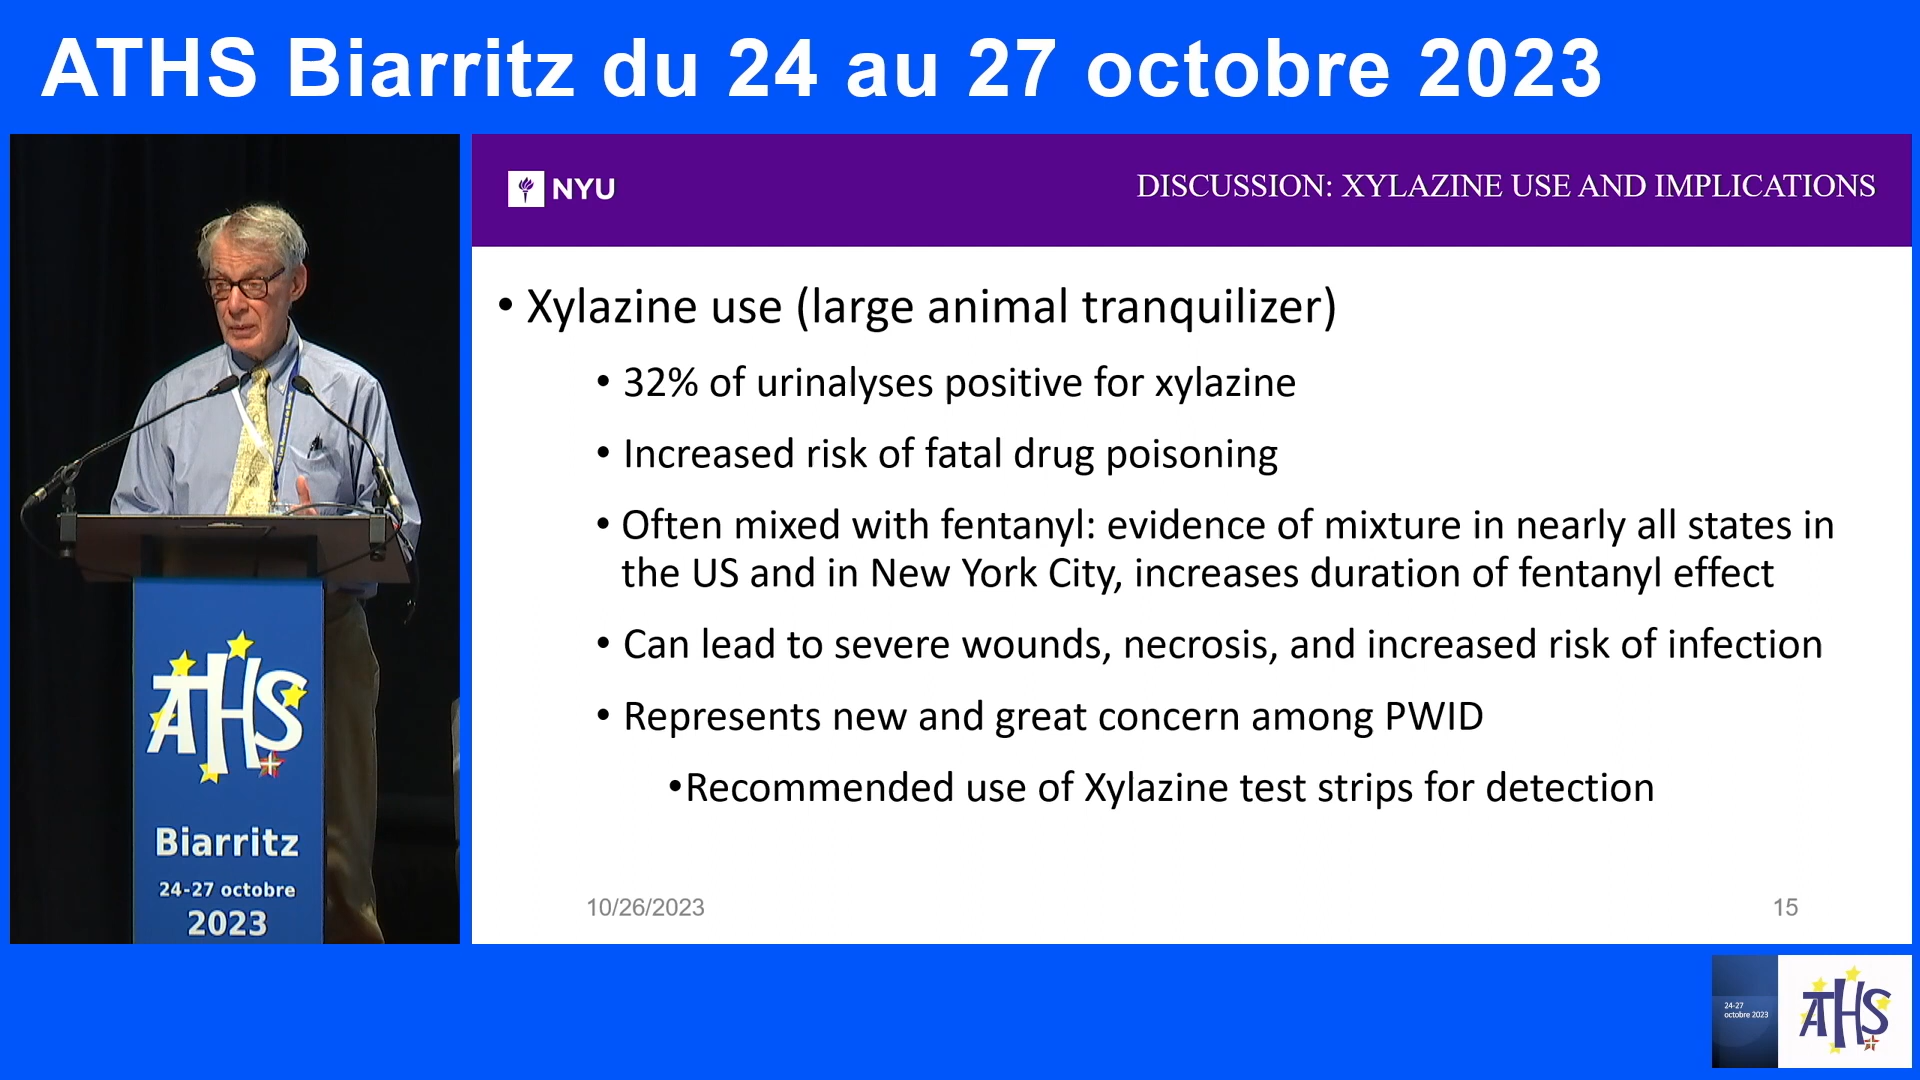 ATHS Biarritz du 24 au 27 octobre 2023
NYU
DISCUSSION: XYLAZINE USE AND IMPLICATIONS
• Xylazine use (large animal tranquilizer)
• 32% of urinalyses positive for xylazine
• Increased risk of fatal drug poisoning
• Often mixed with fentanyl: evidence of mixture in nearly all states in
the US and in New York City, increases duration of fentanyl effect
• Can lead to severe wounds, necrosis, and increased risk of infection
• Represents new and great concern among PWID
•Recommended use of Xylazine test strips for detection
10/26/2023
15
ATHS
Biarritz
24-27 octobre
2023
24-27
octobre 2023
ATHS